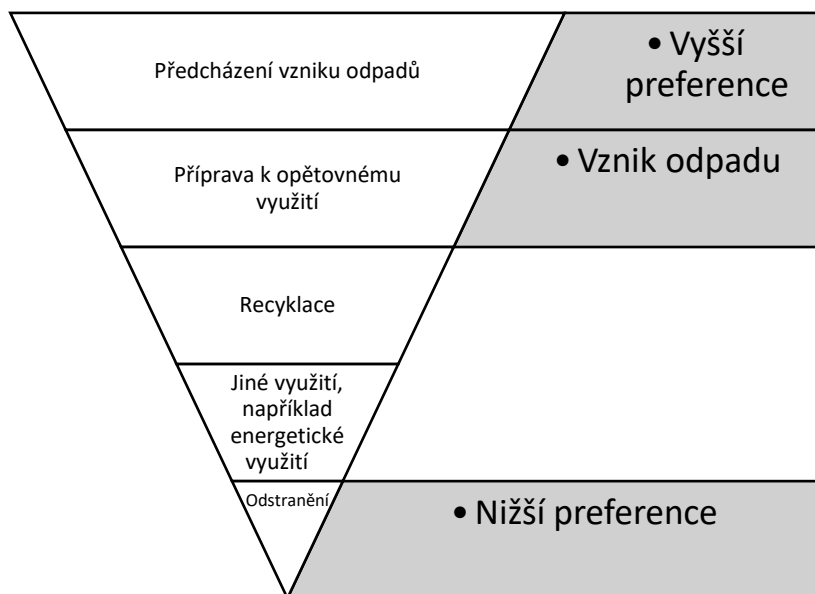 Předcházení vzniku odpadů
• Vyšší
preference
Příprava k opětovnému
využití
• Vznik odpadu
Recyklace
Jiné využití,
například
energetické
využití
Odstranění
• Nižší preference